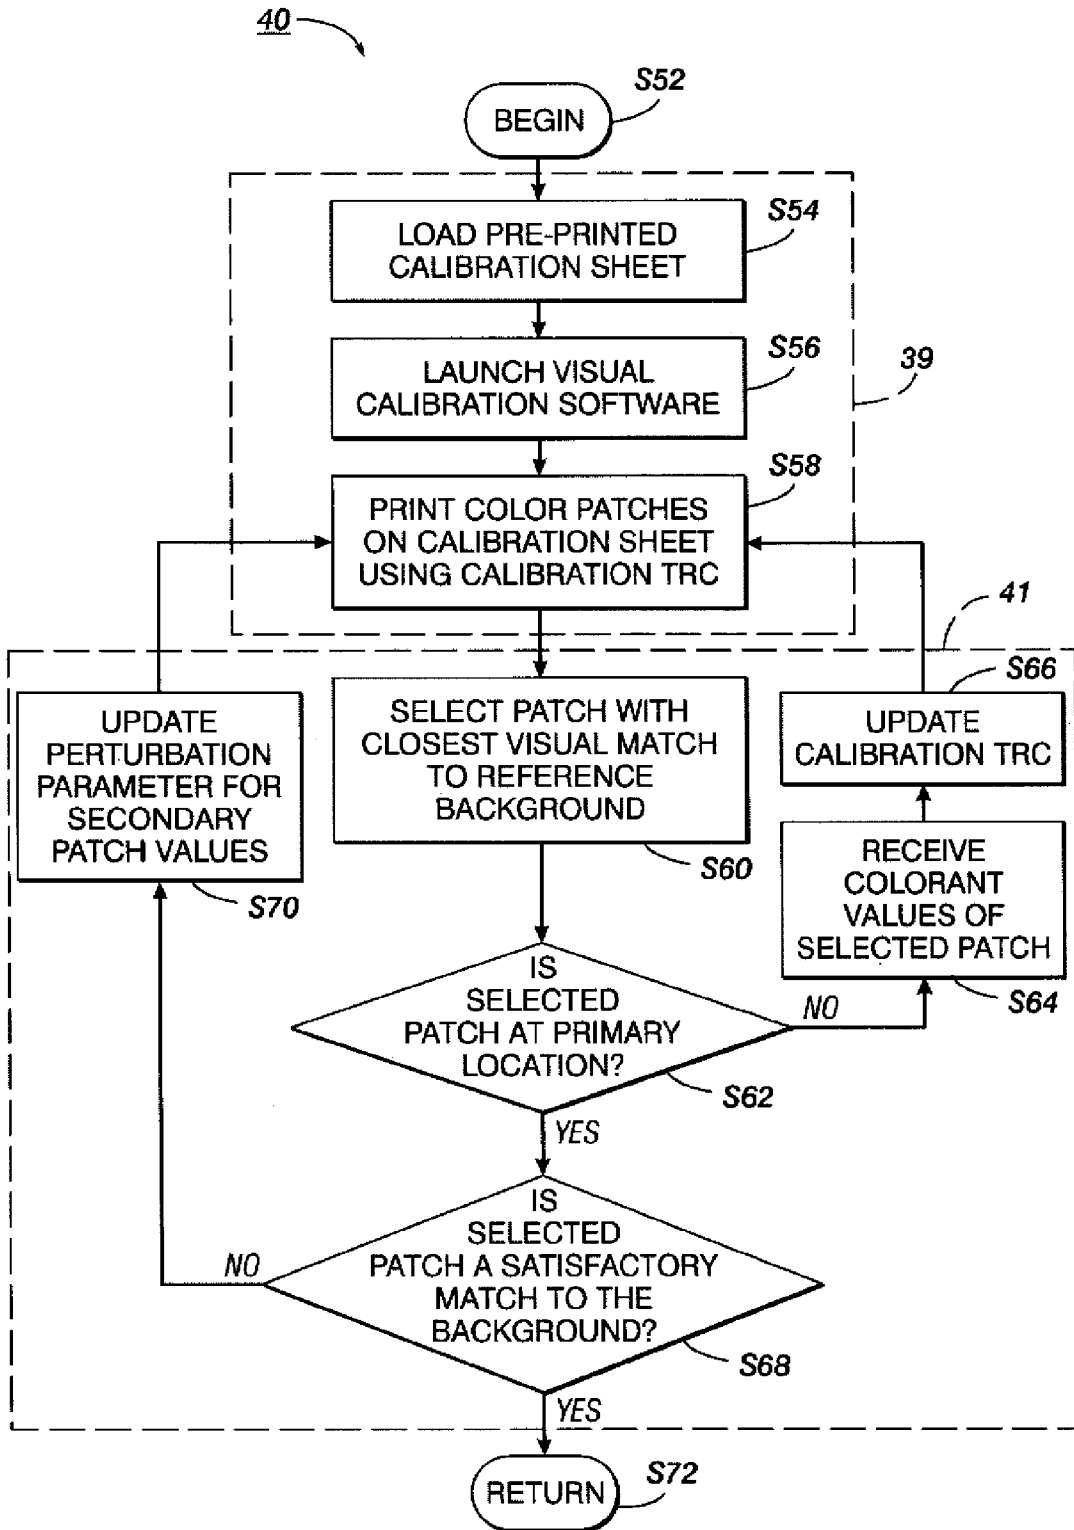 40
S52
BEGIN
S54
LOAD PRE-PRINTED
CALIBRATION SHEET
S56
LAUNCH VISUAL
CALIBRATION SOFTWARE
39
S58
PRINT COLOR PATCHES
ON CALIBRATION SHEET
USING CALIBRATION TRC
41
UPDATE
PERTURBATION
PARAMETER FOR
SECONDARY
PATCH VALUES
S70
SELECT PATCH WITH
CLOSEST VISUAL MATCH
TO REFERENCE
BACKGROUND
S60
S66
UPDATE
CALIBRATION TRC
RECEIVE
COLORANT
VALUES OF
SELECTED PATCH
S64
IS
SELECTED
PATCH AT PRIMARY
LOCATION?
NO
S62
YES
IS
SELECTED
PATCH A SATISFACTORY
MATCH TO THE
BACKGROUND?
NO
S68
YES
RETURN
S72